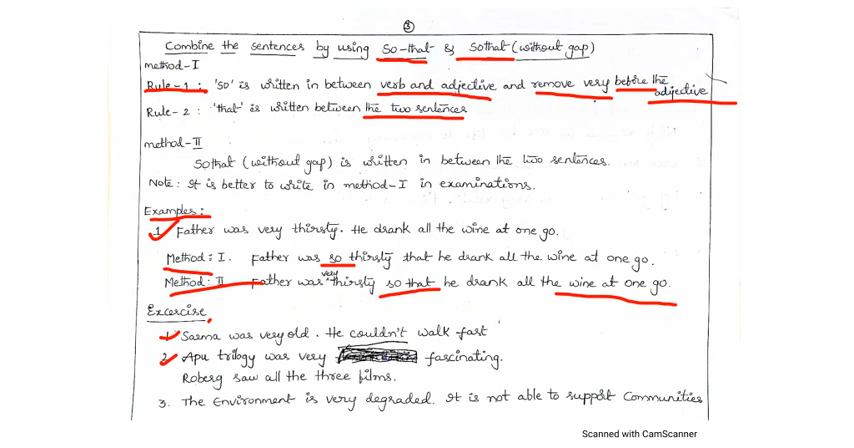 3
Combine the sentences by using So-that & Sothat (without gap)
method-I
Rule-1 : 'so' is written in between verb and adjective and remove very before the adjective
Rule-2 : 'that' is written between the two sentences
method-II
Sothat (without gap) is written in between the two sentences.
Note : It is better to write in method-I in examinations.
Examples :
1. Father was very thirsty. He drank all the wine at one go.
Method : I. Father was so thirsty that he drank all the wine at one go.
Method : II Father was very thirsty so that he drank all the wine at one go.
Excercise.
1. Sarma was very old. He couldn't walk fast
2. Apu trilogy was very fascinating.
Roberg saw all the three films.
3. The Environment is very degraded. It is not able to support Communities
Scanned with CamScanner